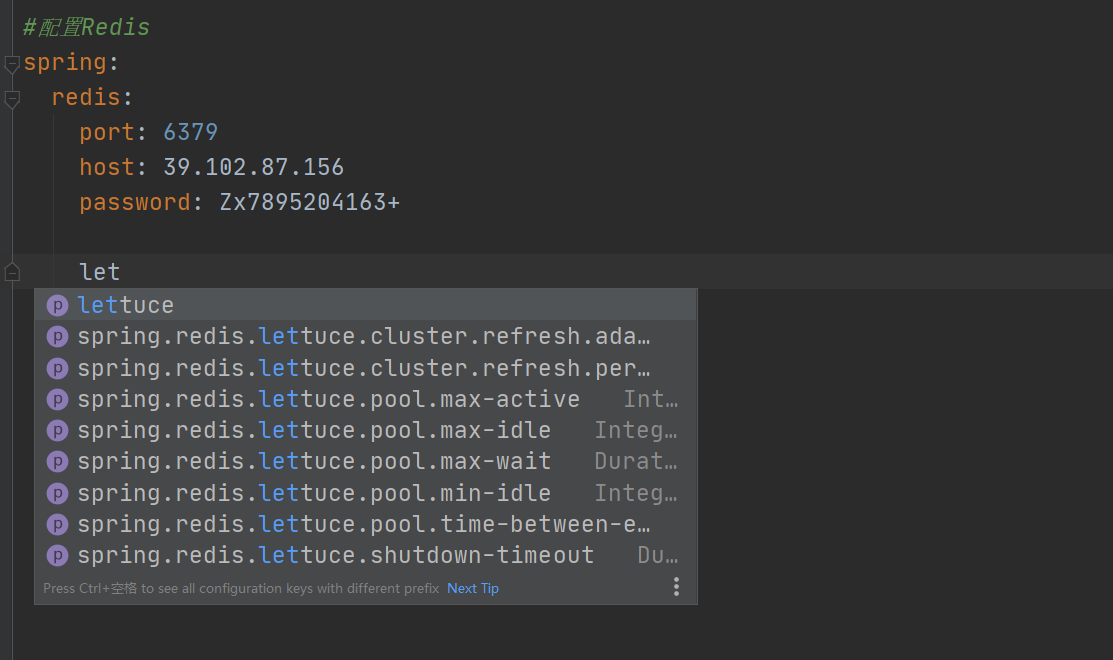 #配置Redis
spring:
redis:
port: 6379
host: 39.102.87.156
password: Zx7895204163+
let
p lettuce
p spring.redis.lettuce.cluster.refresh.ada…
p spring.redis.lettuce.cluster.refresh.per…
p spring.redis.lettuce.pool.max-active Int…
p spring.redis.lettuce.pool.max-idle Integ…
p spring.redis.lettuce.pool.max-wait Durat…
p spring.redis.lettuce.pool.min-idle Integ…
p spring.redis.lettuce.pool.time-between-e…
p spring.redis.lettuce.shutdown-timeout Du…
Press Ctrl+空格 to see all configuration keys with different prefix Next Tip